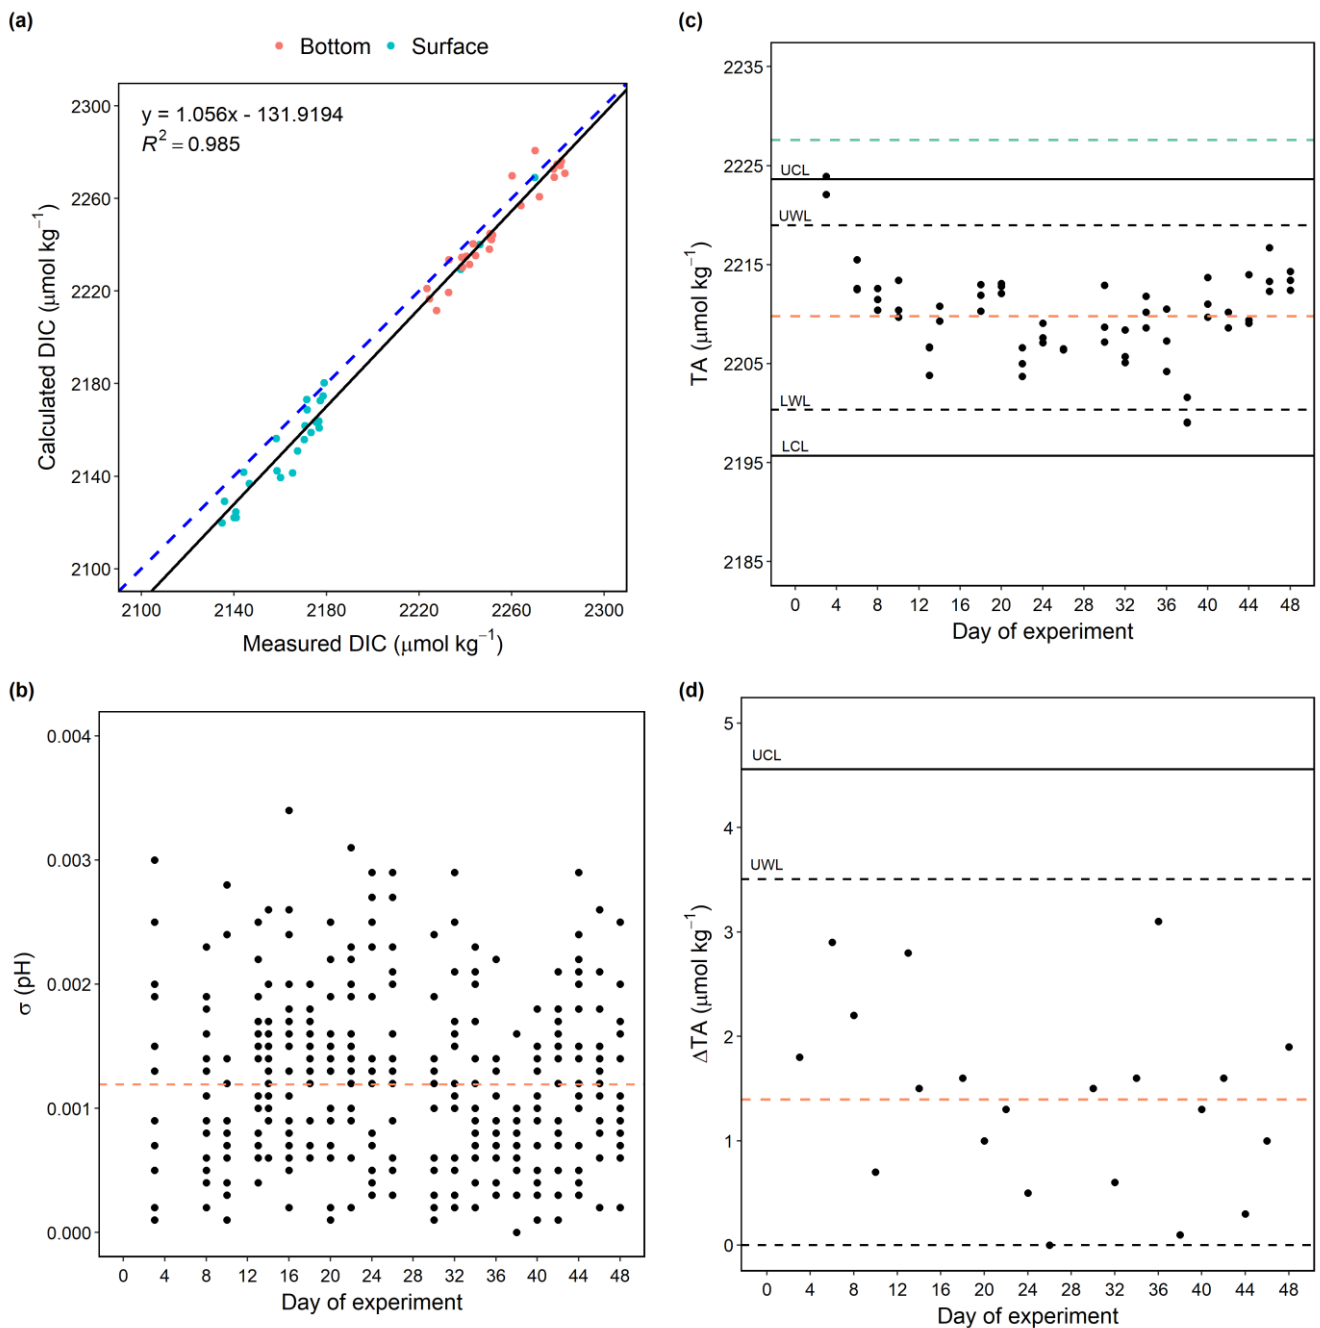 (a)
Bottom Surface
y = 1.056x - 131.9194
R² = 0.985
2300
2260
2220
2180
2140
2100
Calculated DIC (μmol kg⁻¹)
2100 2140 2180 2220 2260 2300
Measured DIC (μmol kg⁻¹)
(c)
2235
2225
2215
2205
2195
2185
UCL
UWL
LWL
LCL
TA (μmol kg⁻¹)
0 4 8 12 16 20 24 28 32 36 40 44 48
Day of experiment
(b)
0.004
0.003
0.002
0.001
0.000
σ (pH)
0 4 8 12 16 20 24 28 32 36 40 44 48
Day of experiment
(d)
5
4
3
2
1
0
UCL
UWL
ΔTA (μmol kg⁻¹)
0 4 8 12 16 20 24 28 32 36 40 44 48
Day of experiment